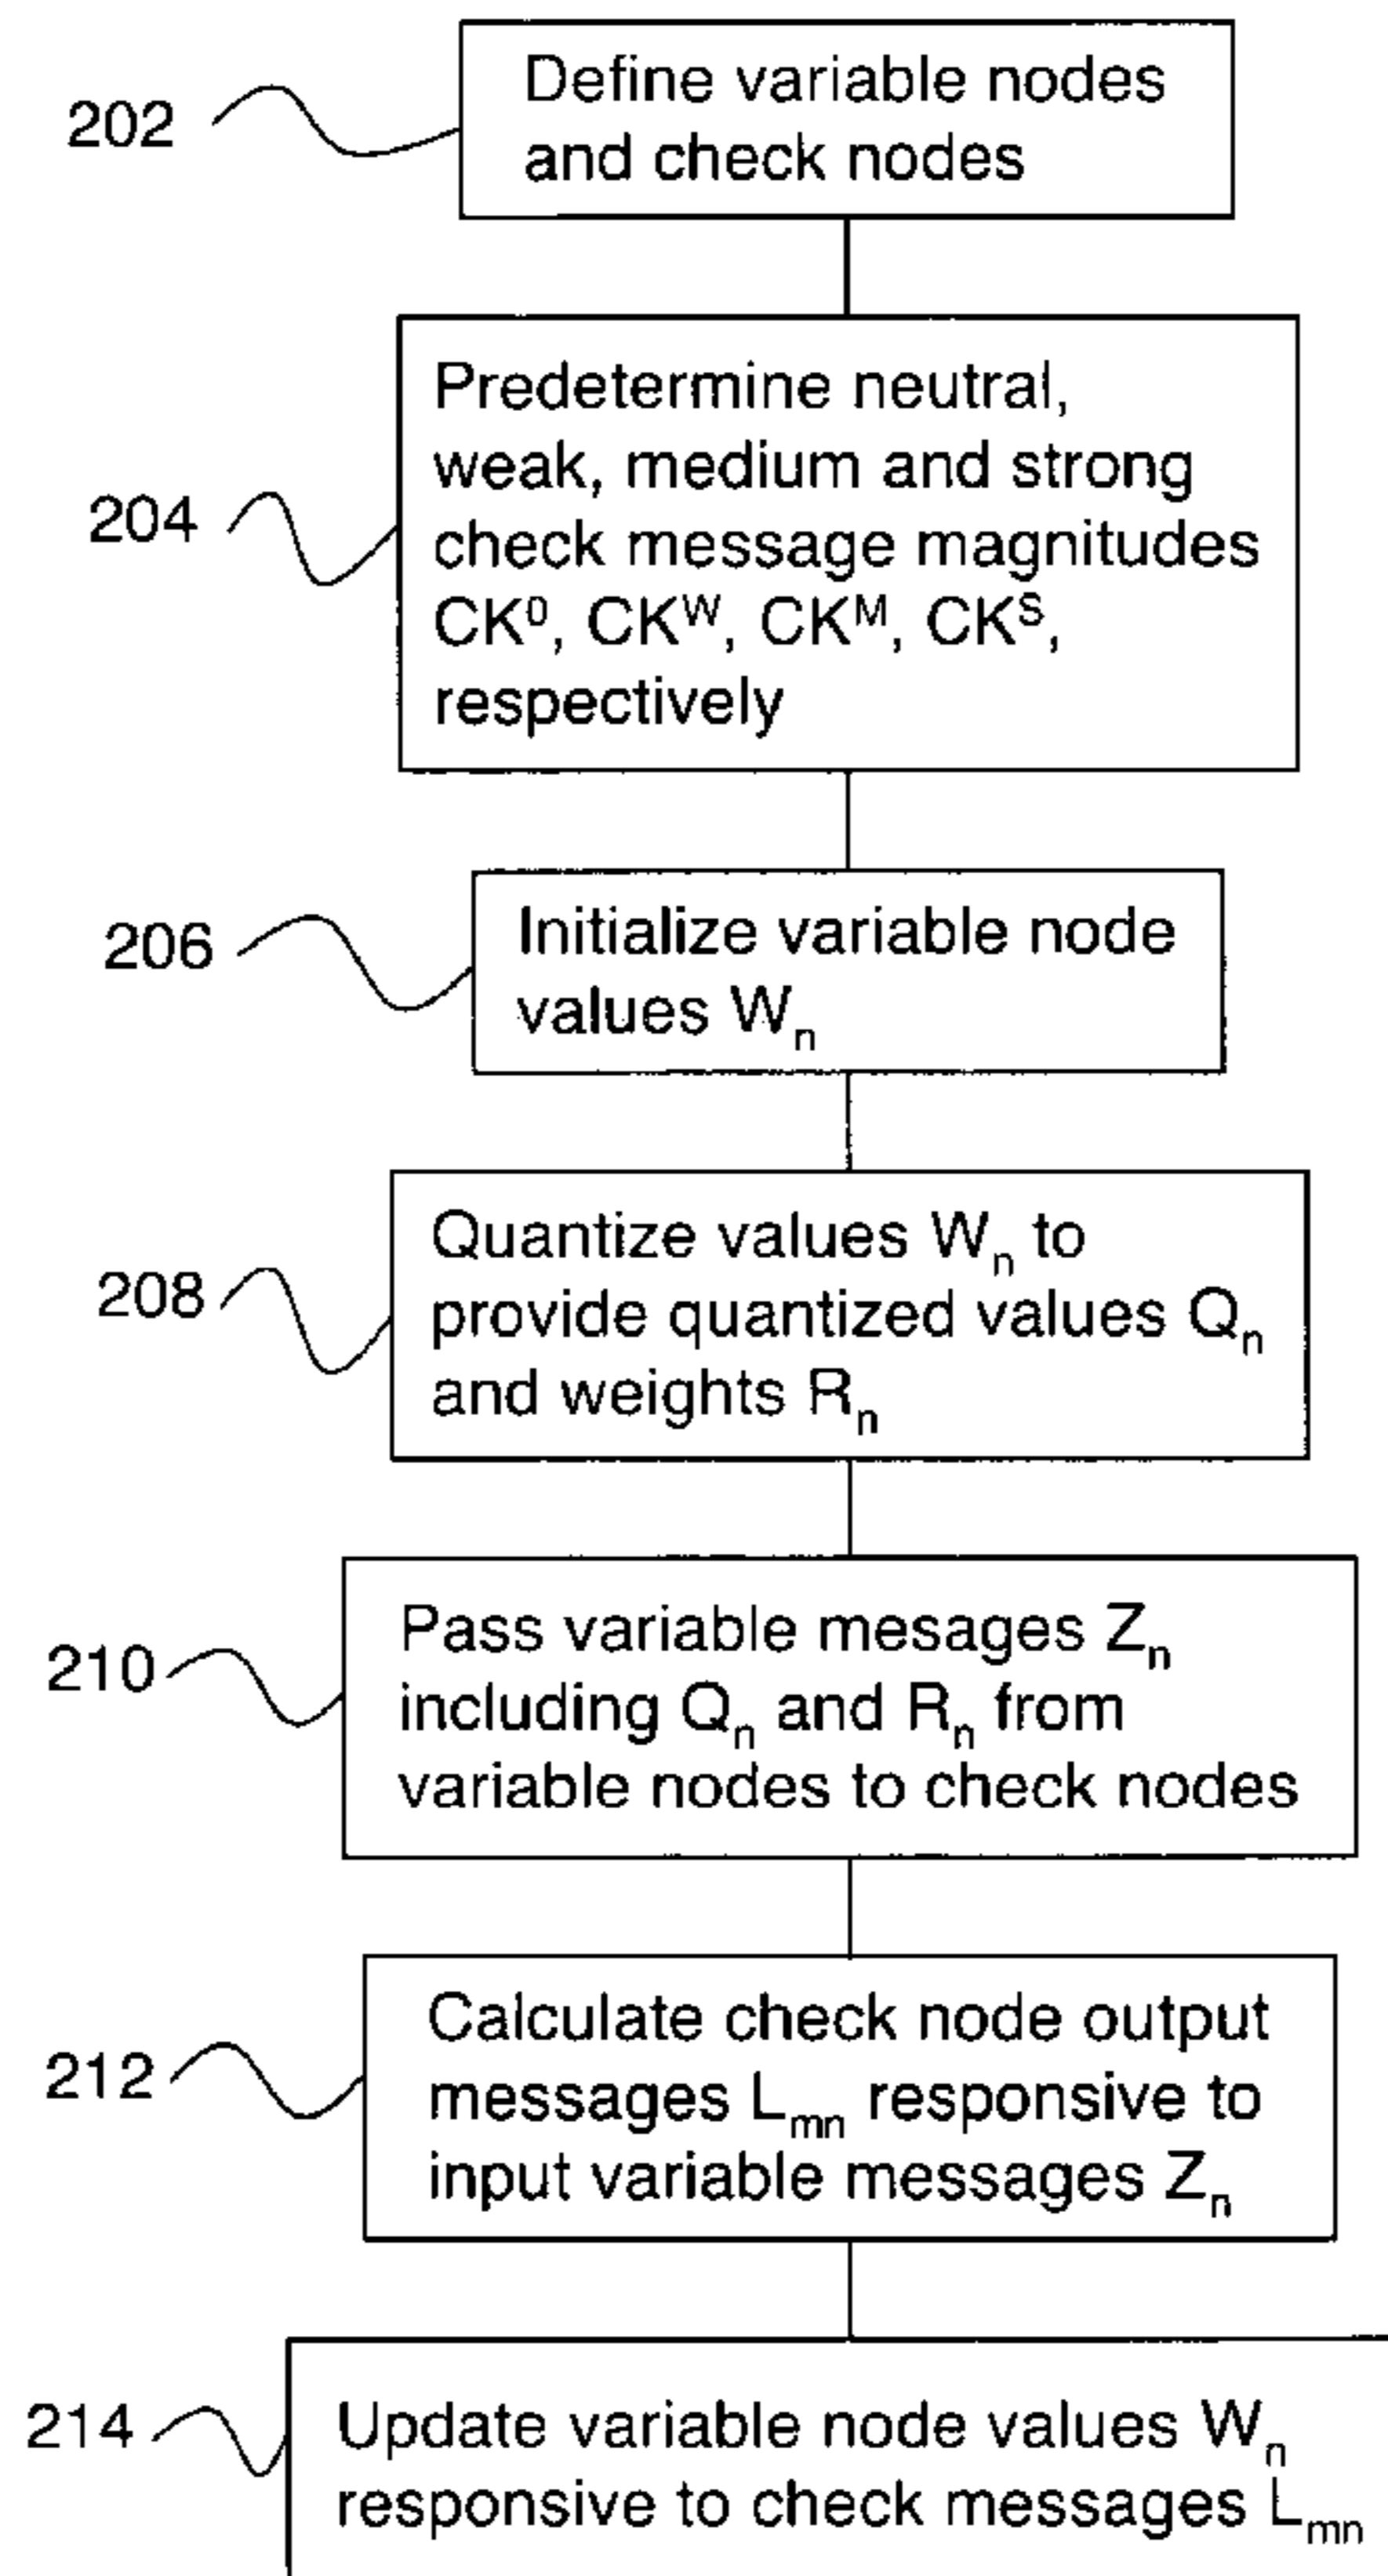 202
Define variable nodes
and check nodes
204
Predetermine neutral,
weak, medium and strong
check message magnitudes
CK⁰, CKᵂ, CKᴹ, CKˢ,
respectively
206
Initialize variable node
values Wₙ
208
Quantize values Wₙ to
provide quantized values Qₙ
and weights Rₙ
210
Pass variable mesages Zₙ
including Qₙ and Rₙ from
variable nodes to check nodes
212
Calculate check node output
messages Lₘₙ responsive to
input variable messages Zₙ
214
Update variable node values Wₙ
responsive to check messages Lₘₙ